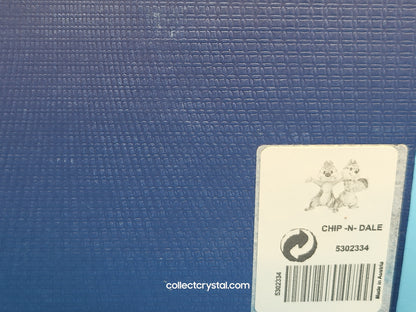 CHIP -N- DALE
5302334
5302334
Made in Austria
collectcrystal.com